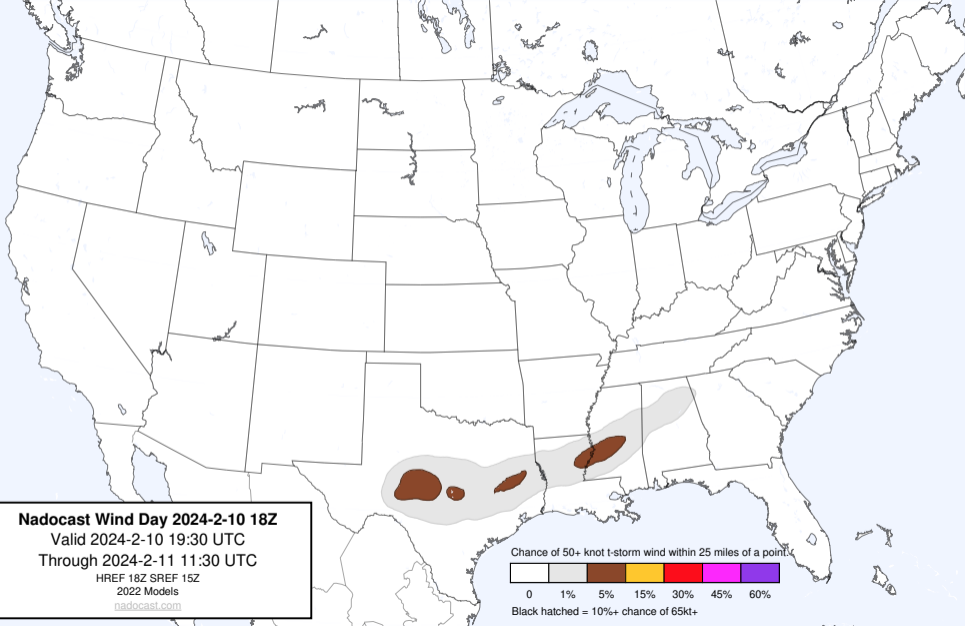 Nadocast Wind Day 2024-2-10 18Z
Valid 2024-2-10 19:30 UTC
Through 2024-2-11 11:30 UTC
HREF 18Z SREF 15Z
2022 Models
nadocast.com
Chance of 50+ knot t-storm wind within 25 miles of a point.
0 1% 5% 15% 30% 45% 60%
Black hatched = 10%+ chance of 65kt+